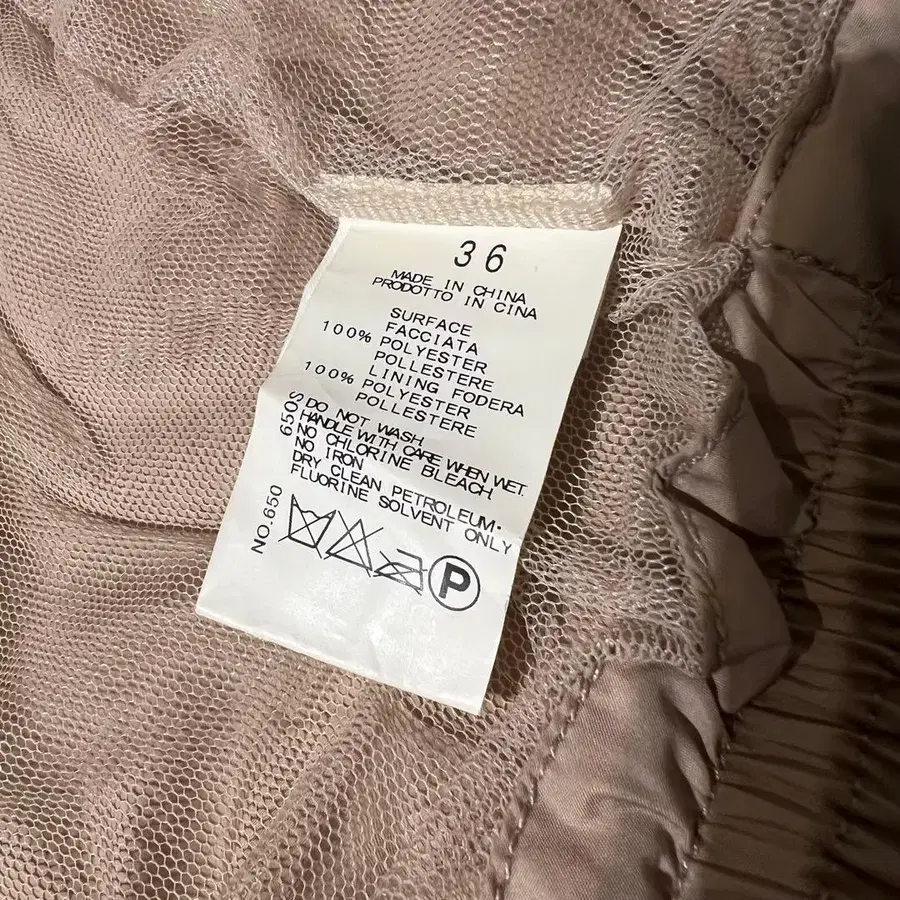 36
MADE IN CHINA
PRODOTTO IN CINA
SURFACE
FACCIATA
100% POLYESTER
POLLESTERE
LINING FODERA
100% POLYESTER
POLLESTERE
DO NOT WASH
HANDLE WITH CARE WHEN WET.
NO CHLORINE BLEACH
NO IRON
DRY CLEAN PETROLEUM.
FLUORINE SOLVENT ONLY
NO.650 650S
P